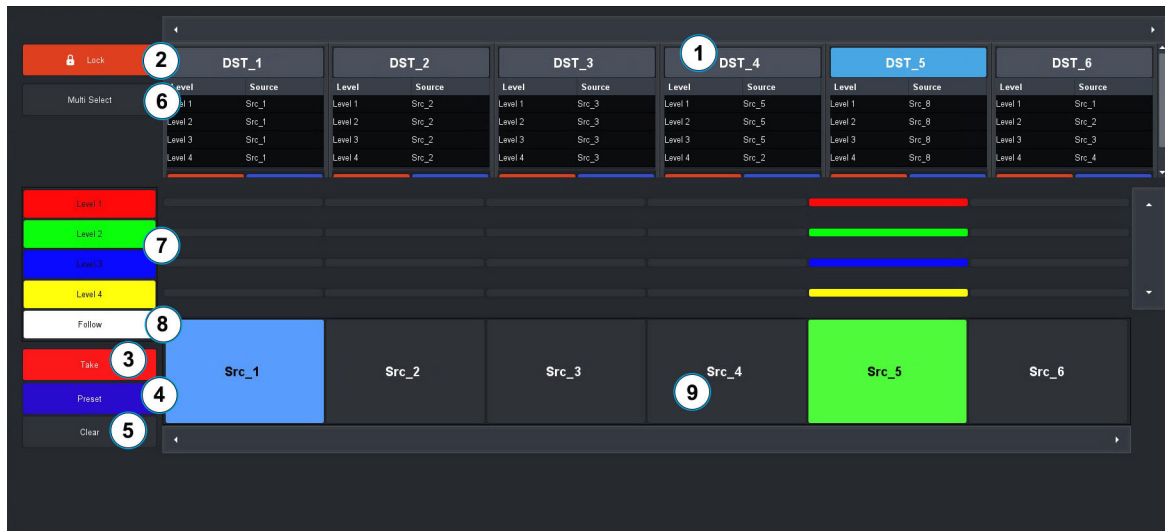 Lock
2
DST_1
DST_2
DST_3
1
DST_4
DST_5
DST_6
Multi Select
6
Level Source Level Source Level Source Level Source Level Source Level Source
Level 1 Src_1 Level 1 Src_2 Level 1 Src_3 Level 1 Src_5 Level 1 Src_8 Level 1 Src_1
Level 2 Src_1 Level 2 Src_2 Level 2 Src_3 Level 2 Src_5 Level 2 Src_8 Level 2 Src_2
Level 3 Src_1 Level 3 Src_2 Level 3 Src_3 Level 3 Src_5 Level 3 Src_8 Level 3 Src_3
Level 4 Src_1 Level 4 Src_2 Level 4 Src_3 Level 4 Src_2 Level 4 Src_8 Level 4 Src_4
Level 1
Level 2
7
Level 3
Level 4
Follow
8
Take
3
Preset
4
Clear
5
Src_1
Src_2
Src_3
Src_4
9
Src_5
Src_6